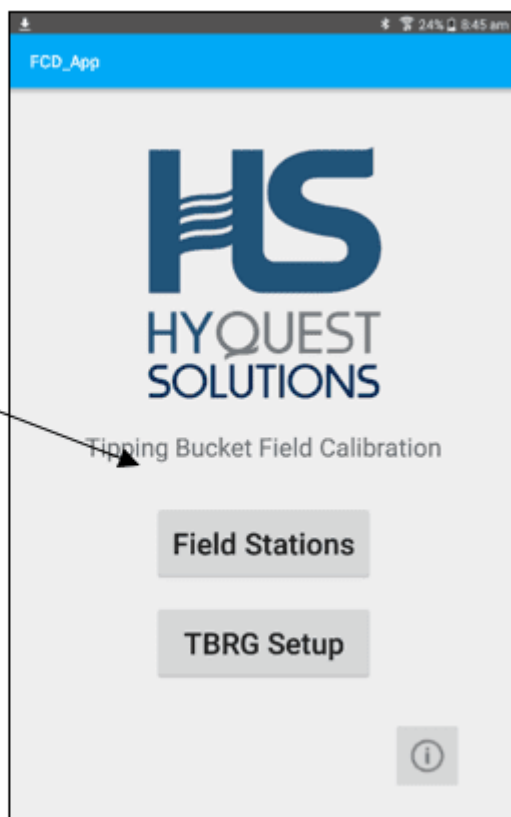 24% 8:45 am
FCD_App
HS
HYQUEST
SOLUTIONS
Tipping Bucket Field Calibration
Field Stations
TBRG Setup
i